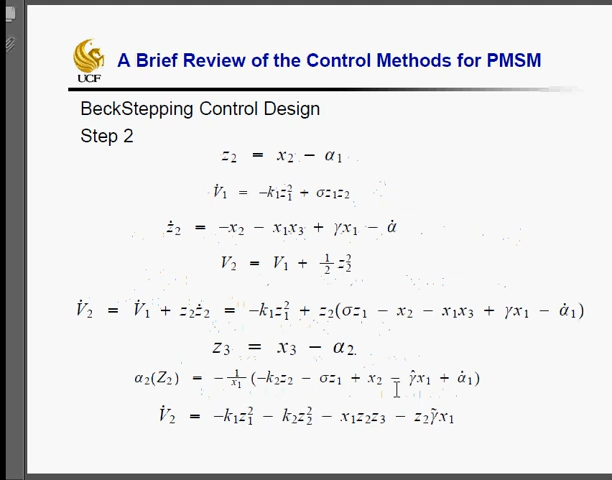 A Brief Review of the Control Methods for PMSM
UCF
BeckStepping Control Design
Step 2
z₂ = x₂ − α₁
V̇₁ = −k₁z₁² + σz₁z₂
ż₂ = −x₂ − x₁x₃ + γx₁ − α̇
V₂ = V₁ + ½z₂²
V̇₂ = V̇₁ + z₂ż₂ = −k₁z₁² + z₂(σz₁ − x₂ − x₁x₃ + γx₁ − α̇₁)
z₃ = x₃ − α₂.
α₂(Z₂) = −1/x₁(−k₂z₂ − σz₁ + x₂ − γ̂x₁ + α̇₁)
V̇₂ = −k₁z₁² − k₂z₂² − x₁z₂z₃ − z₂γ̃x₁